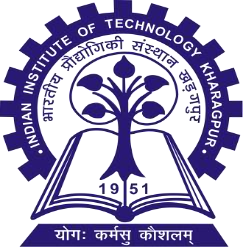 INDIAN INSTITUTE OF TECHNOLOGY KHARAGPUR
भारतीय प्रौद्योगिकी संस्थान खड़गपुर
1951
योगः कर्मसु कौशलम्